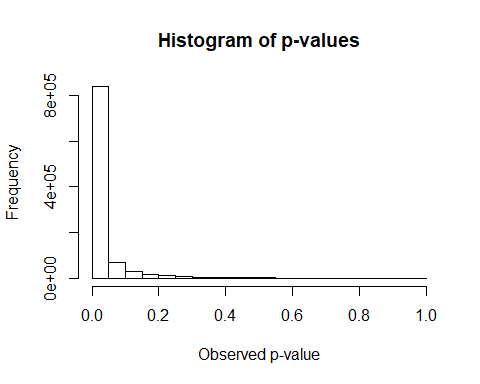 Histogram of p-values
Frequency
8e+05
4e+05
0e+00
0.0 0.2 0.4 0.6 0.8 1.0
Observed p-value